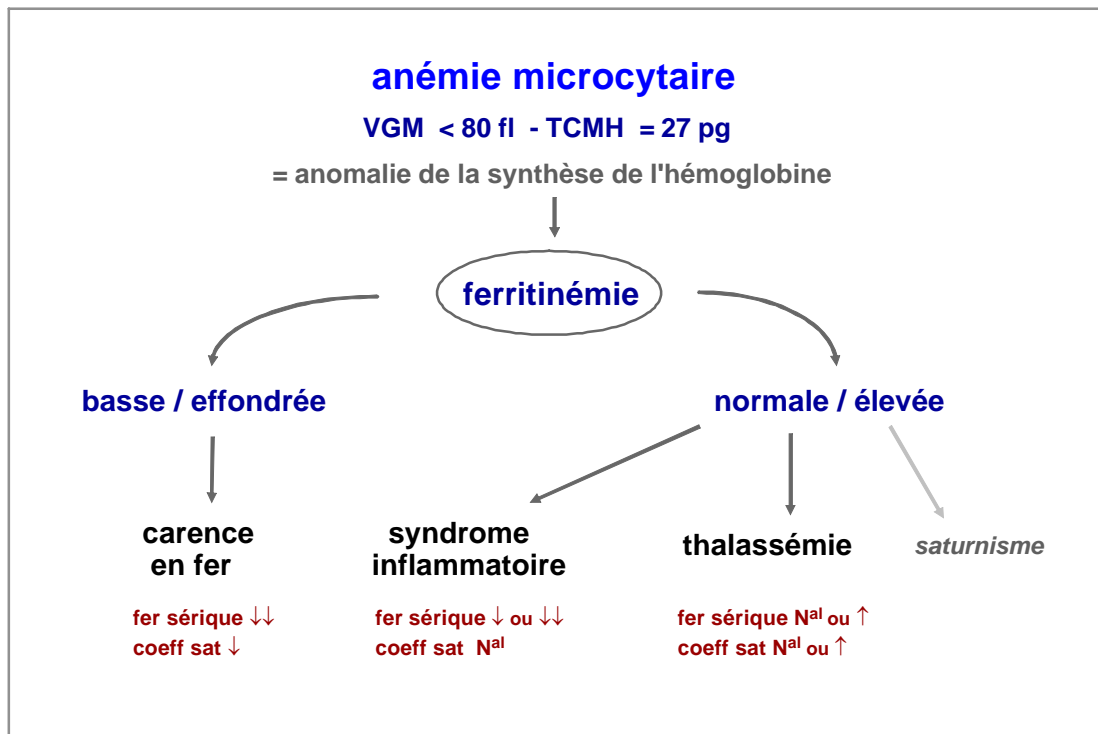 anémie microcytaire
VGM < 80 fl - TCMH = 27 pg
= anomalie de la synthèse de l'hémoglobine
ferritinémie
basse / effondrée
normale / élevée
carence
en fer
syndrome
inflammatoire
thalassémie
saturnisme
fer sérique ↓↓
coeff sat ↓
fer sérique ↓ ou ↓↓
coeff sat Nal
fer sérique Nal ou ↑
coeff sat Nal ou ↑